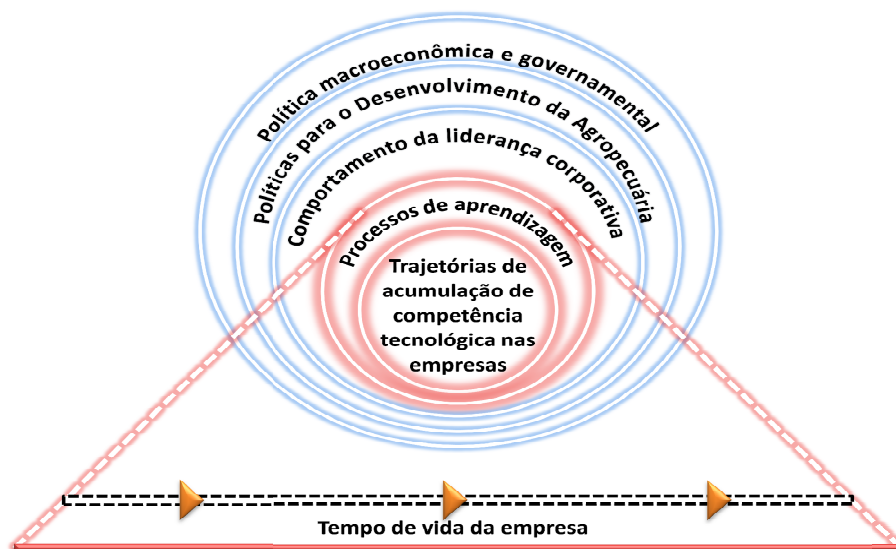 Política macroeconômica e governamental
Políticas para o Desenvolvimento da Agropecuária
Comportamento da liderança corporativa
Processos de aprendizagem
Trajetórias de
acumulação de
competência
tecnológica nas
empresas
Tempo de vida da empresa